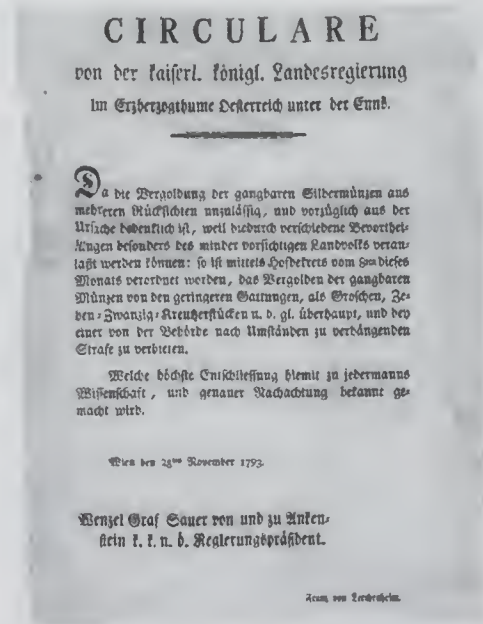 CIRCULARE
von der kaiserl. königl. Landesregierung
Im Erzherzogthume Oesterreich unter der Enns.
Da die Vergoldung der gangbaren Silbermünzen aus
mehreren Rücksichten unzulässig, und vorzüglich aus der
Ursache bedenklich ist, weil hiedurch verschiedene Bevorthei-
lungen besonders des minder vorsichtigen Landvolks veran-
laßt werden können: so ist mittels Hofdekrets vom 8ten dieses
Monats verordnet worden, das Vergolden der gangbaren
Münzen von den geringeren Gattungen, als Groschen, Ze-
hen-Zwanzig-Kreutzerstücken u. d. gl. überhaupt, und bey
einer von der Behörde nach Umständen zu verhängenden
Strafe zu verbieten.
Welche höchste Entschliessung hiemit zu jedermanns
Wissenschaft, und genauer Nachachtung bekannt ge-
macht wird.
Wien den 28ten November 1793.
Wenzel Graf Sauer von und zu Anken-
stein k. k. n. ö. Regierungspräsident.
Franz von